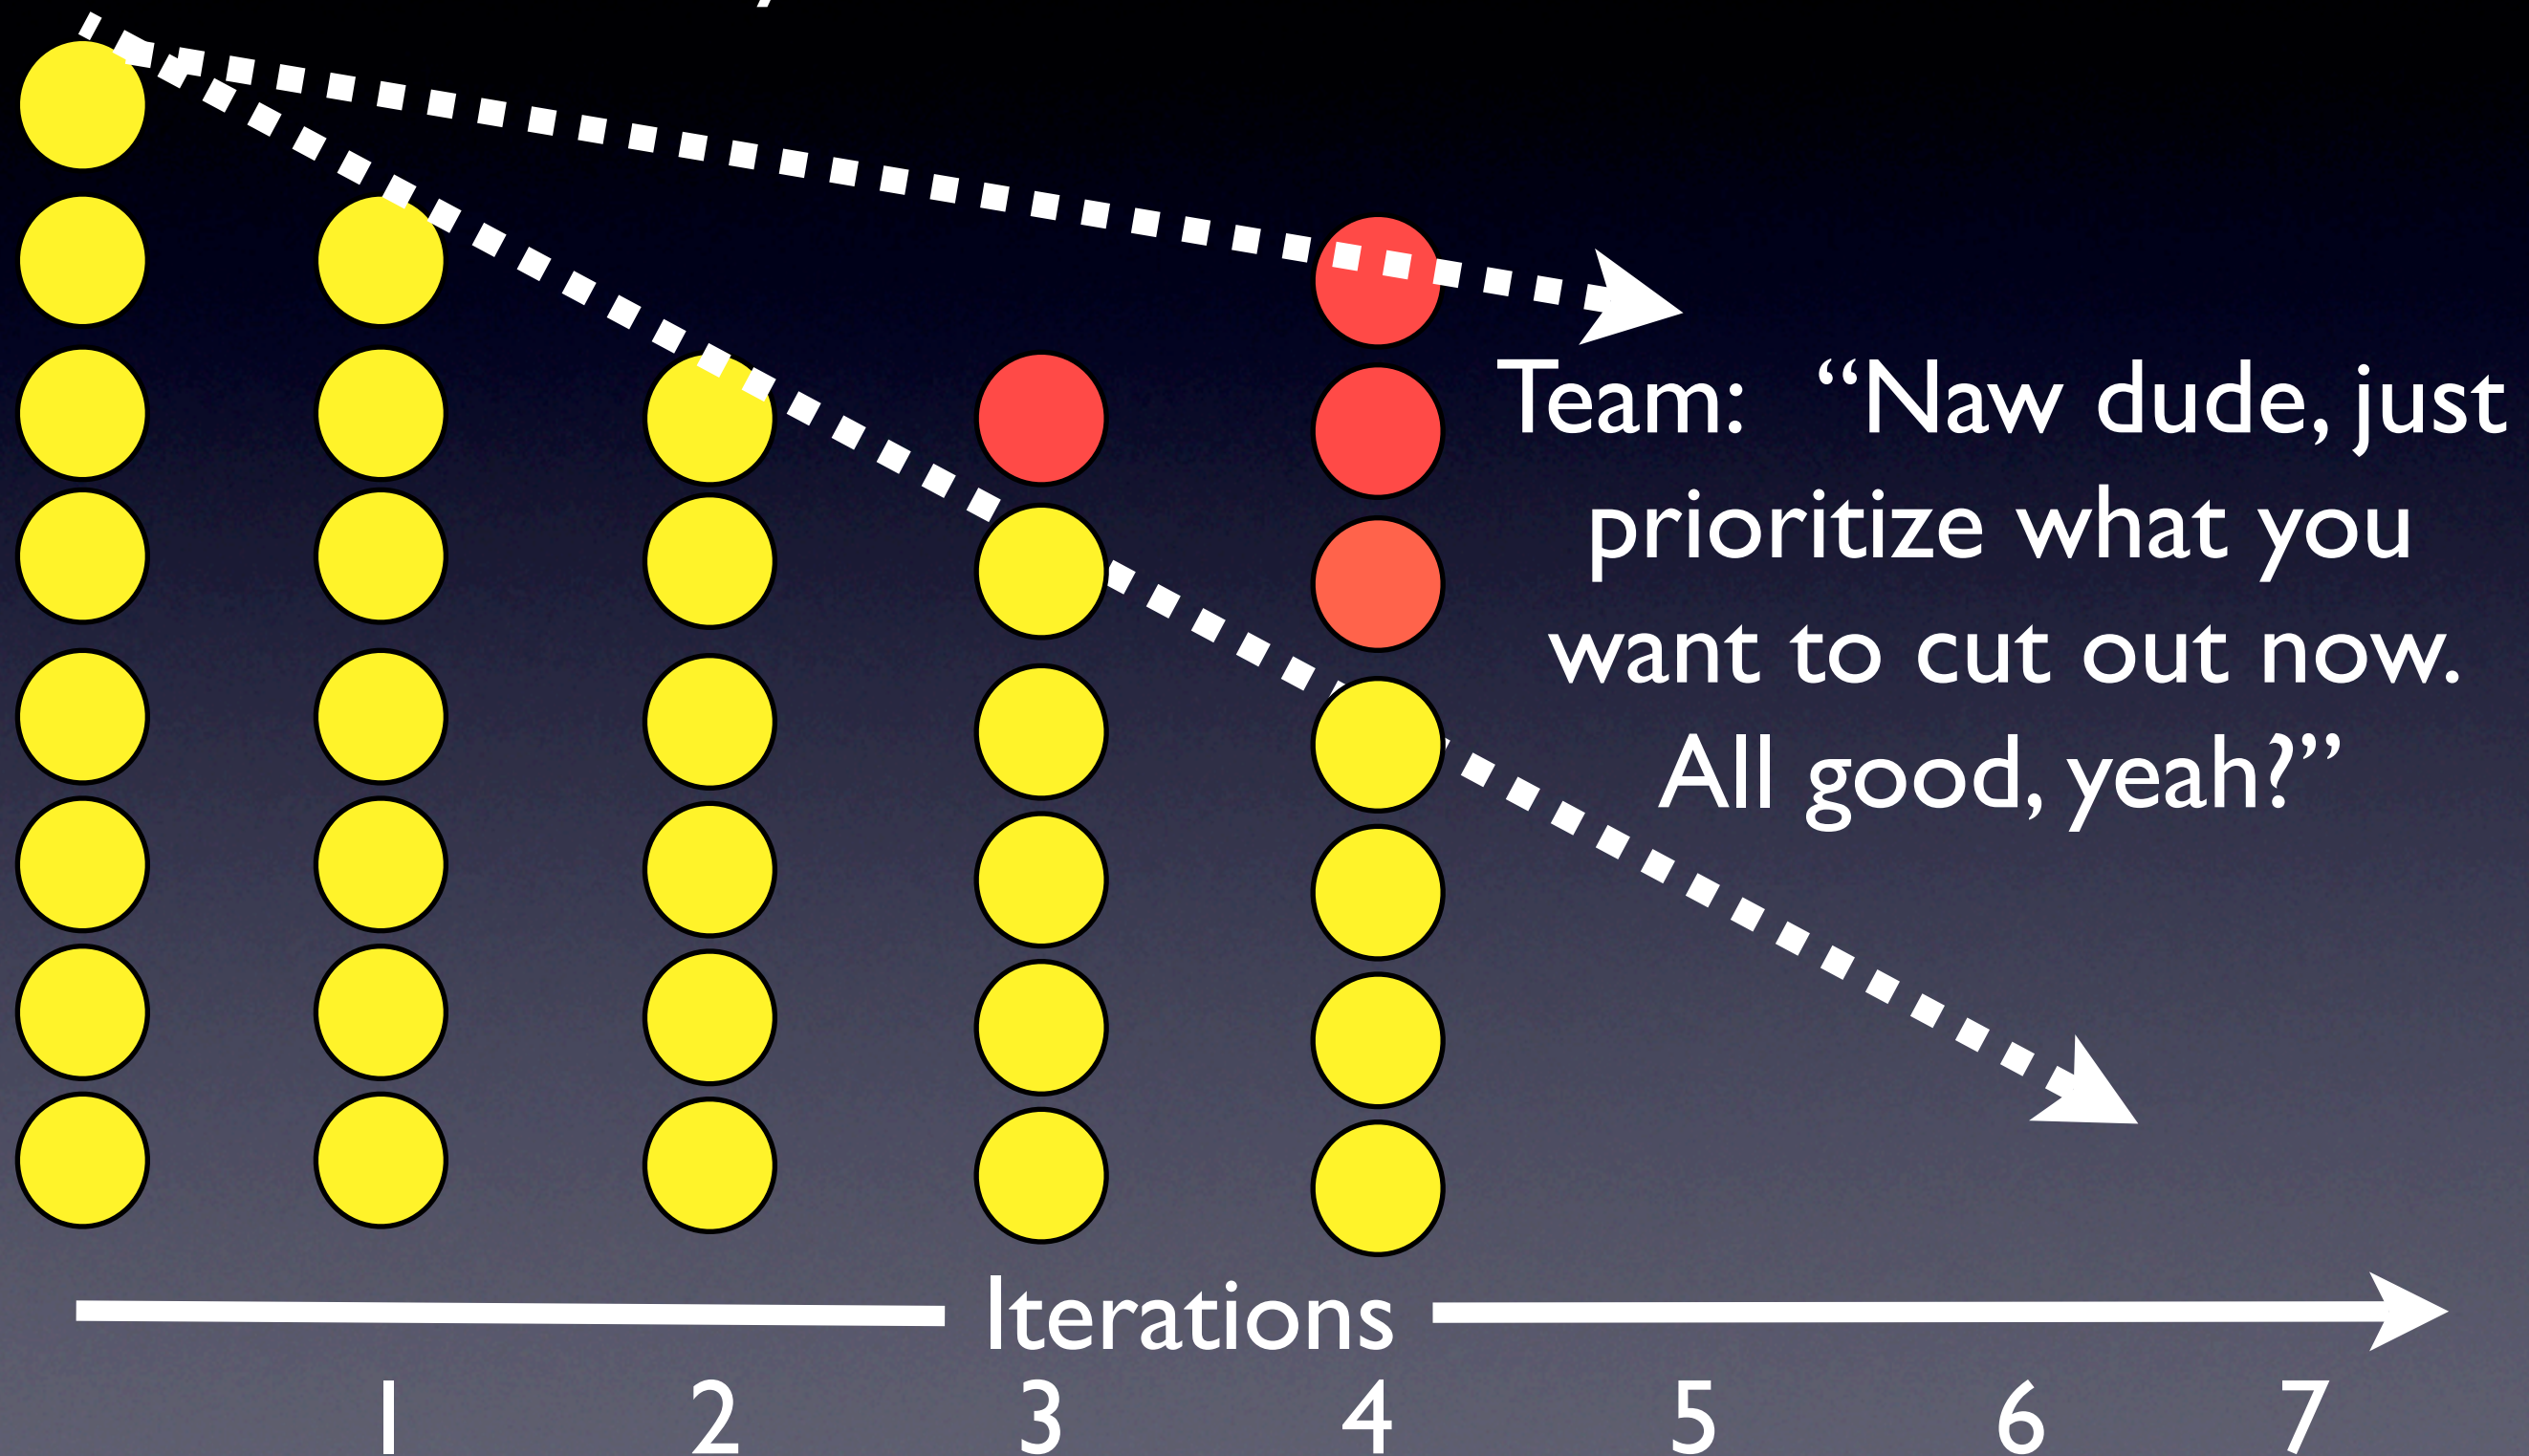 Team: “Naw dude, just
prioritize what you
want to cut out now.
All good, yeah?”
Iterations
1 2 3 4 5 6 7